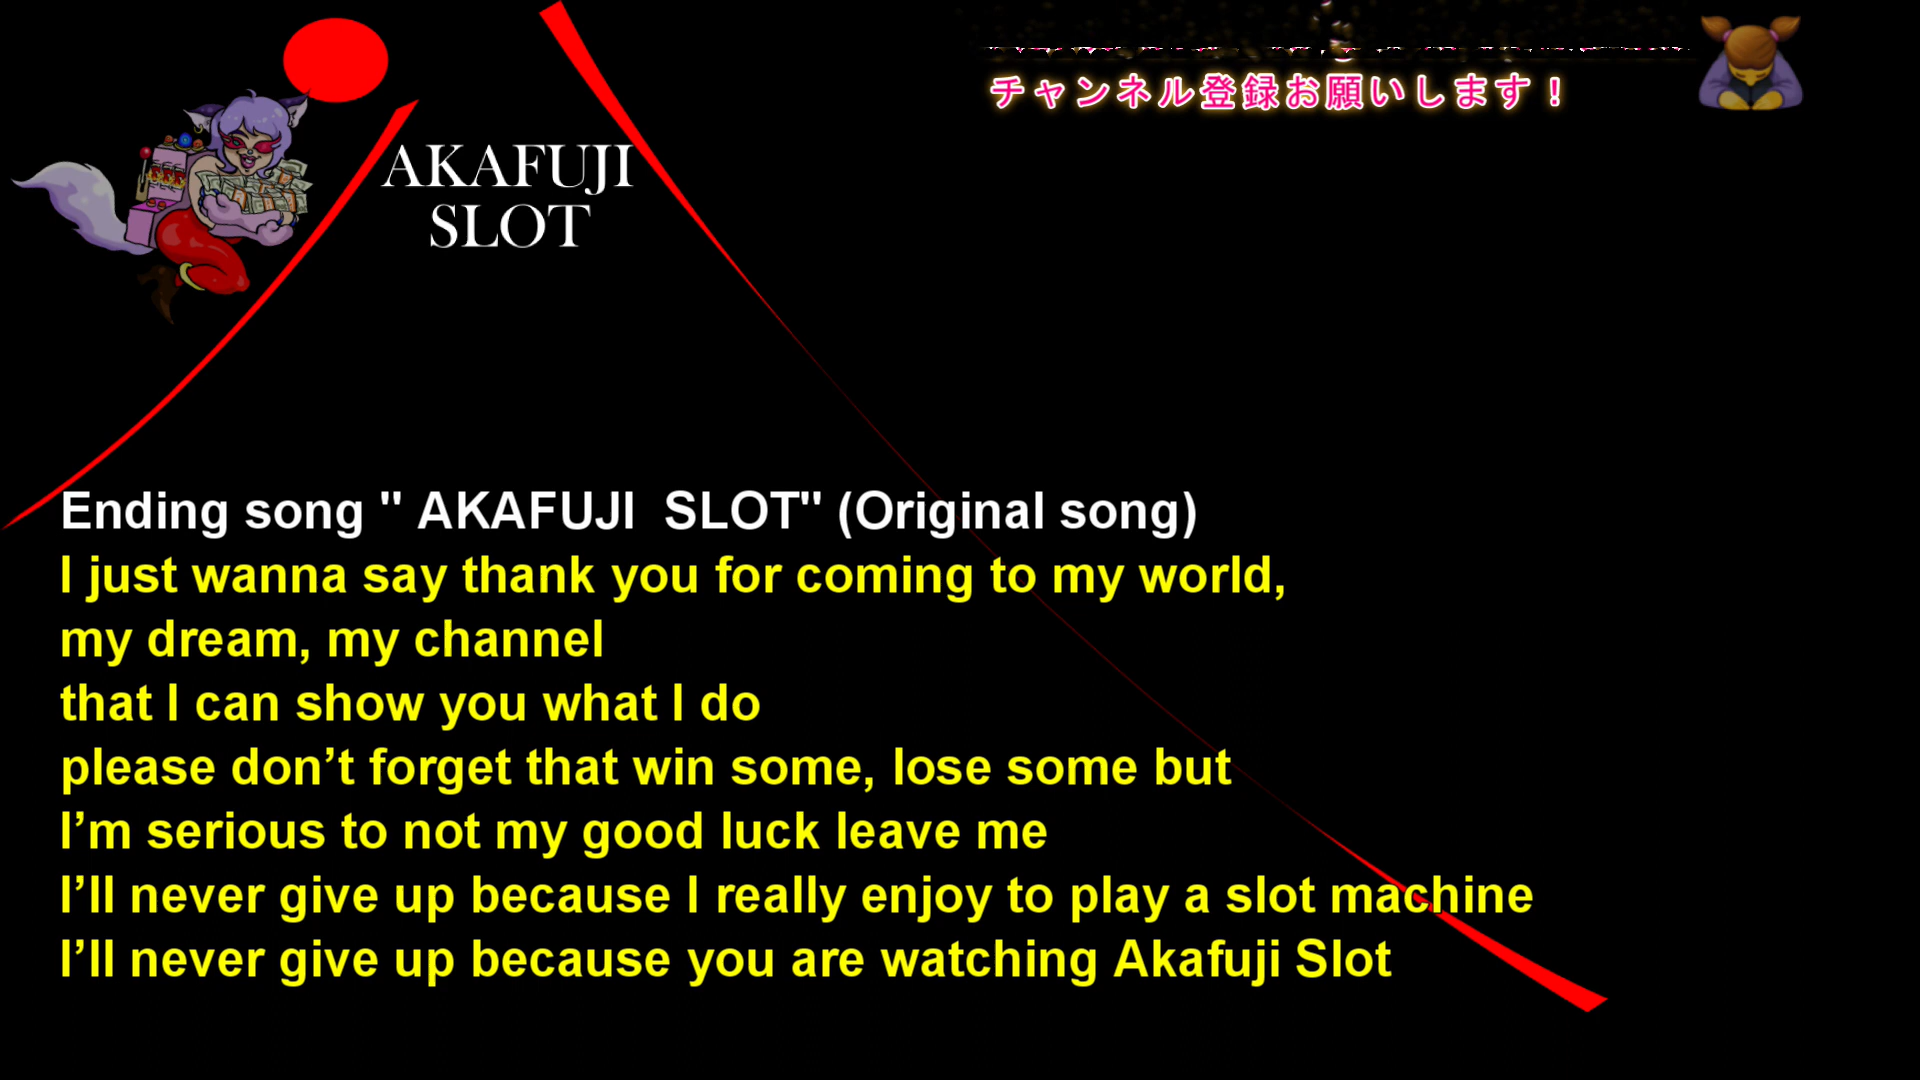 チャンネル登録お願いします！
AKAFUJI
SLOT
Ending song " AKAFUJI  SLOT" (Original song)
I just wanna say thank you for coming to my world,
my dream, my channel
that I can show you what I do
please don’t forget that win some, lose some but
I’m serious to not my good luck leave me
I’ll never give up because I really enjoy to play a slot machine
I’ll never give up because you are watching Akafuji Slot